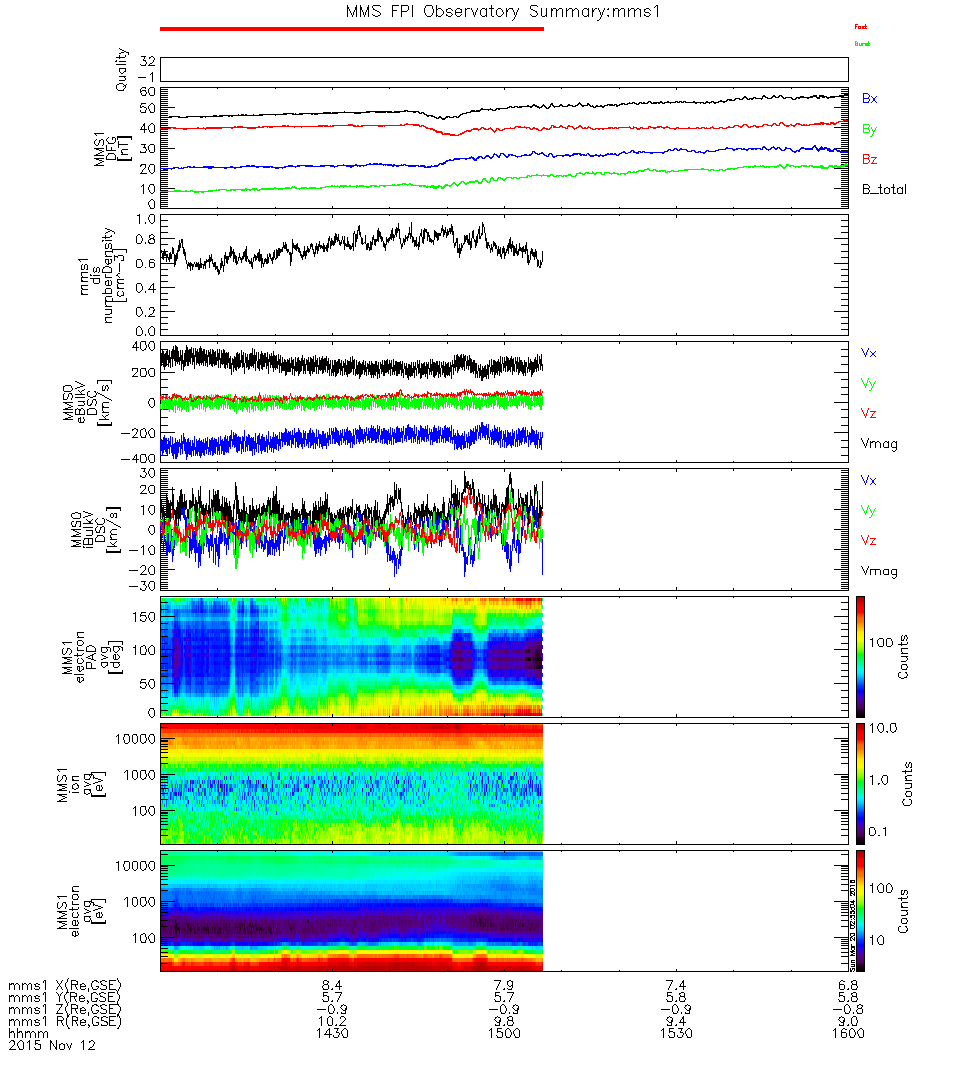 MMS FPI Observatory Summary:mms1
Fast
Burst
Quality
32
-1
MMS1
DFG
[nT]
60
50
40
30
20
10
0
Bx
By
Bz
B_total
mms1
dis
numberDensity
[cm^-3]
1.0
0.8
0.6
0.4
0.2
0.0
MMS0
eBulkV
DSC
[km/s]
400
200
0
-200
-400
Vx
Vy
Vz
Vmag
MMS0
iBulkV
DSC
[km/s]
30
20
10
0
-10
-20
-30
Vx
Vy
Vz
Vmag
MMS1
electron
PAD
avg
[deg]
150
100
50
0
100
Counts
MMS1
ion
avg
[eV]
10000
1000
100
10.0
1.0
0.1
Counts
MMS1
electron
avg
[eV]
10000
1000
100
100
10
Counts
mms1 X(Re,GSE) 8.4 7.9 7.4 6.8
mms1 Y(Re,GSE) 5.7 5.7 5.8 5.8
mms1 Z(Re,GSE) -0.9 -0.9 -0.9 -0.8
mms1 R(Re,GSE) 10.2 9.8 9.4 9.0
hhmm 1430 1500 1530 1600
2015 Nov 12